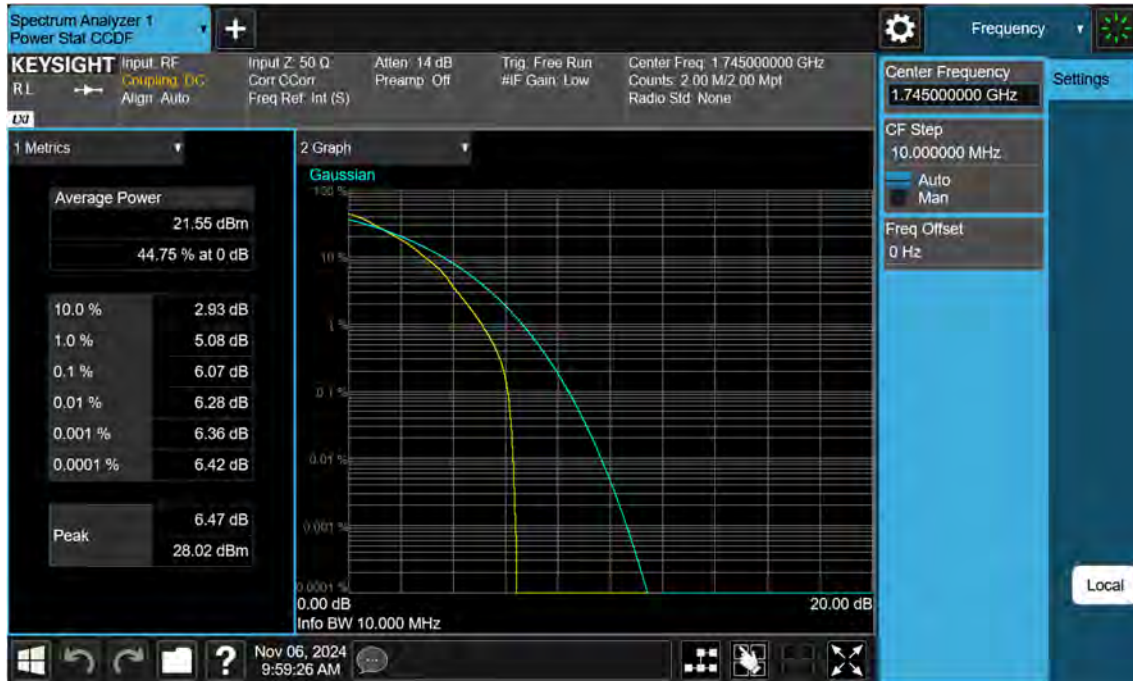 Spectrum Analyzer 1
Power Stat CCDF
Frequency
KEYSIGHT
RL
LXI
Input: RF
Coupling: DC
Align: Auto
Input Z: 50 Ω
Corr CCorr
Freq Ref: Int (S)
Atten: 14 dB
Preamp: Off
Trig: Free Run
#IF Gain: Low
Center Freq: 1.745000000 GHz
Counts: 2.00 M/2.00 Mpt
Radio Std: None
Center Frequency
1.745000000 GHz
Settings
CF Step
10.000000 MHz
Auto
Man
Freq Offset
0 Hz
1 Metrics
Average Power
21.55 dBm
44.75 % at 0 dB
10.0 % 2.93 dB
1.0 % 5.08 dB
0.1 % 6.07 dB
0.01 % 6.28 dB
0.001 % 6.36 dB
0.0001 % 6.42 dB
Peak
6.47 dB
28.02 dBm
2 Graph
Gaussian
100 %
10 %
1 %
0.1 %
0.01 %
0.001 %
0.0001 %
0.00 dB 20.00 dB
Info BW 10.000 MHz
Local
?
Nov 06, 2024
9:59:26 AM